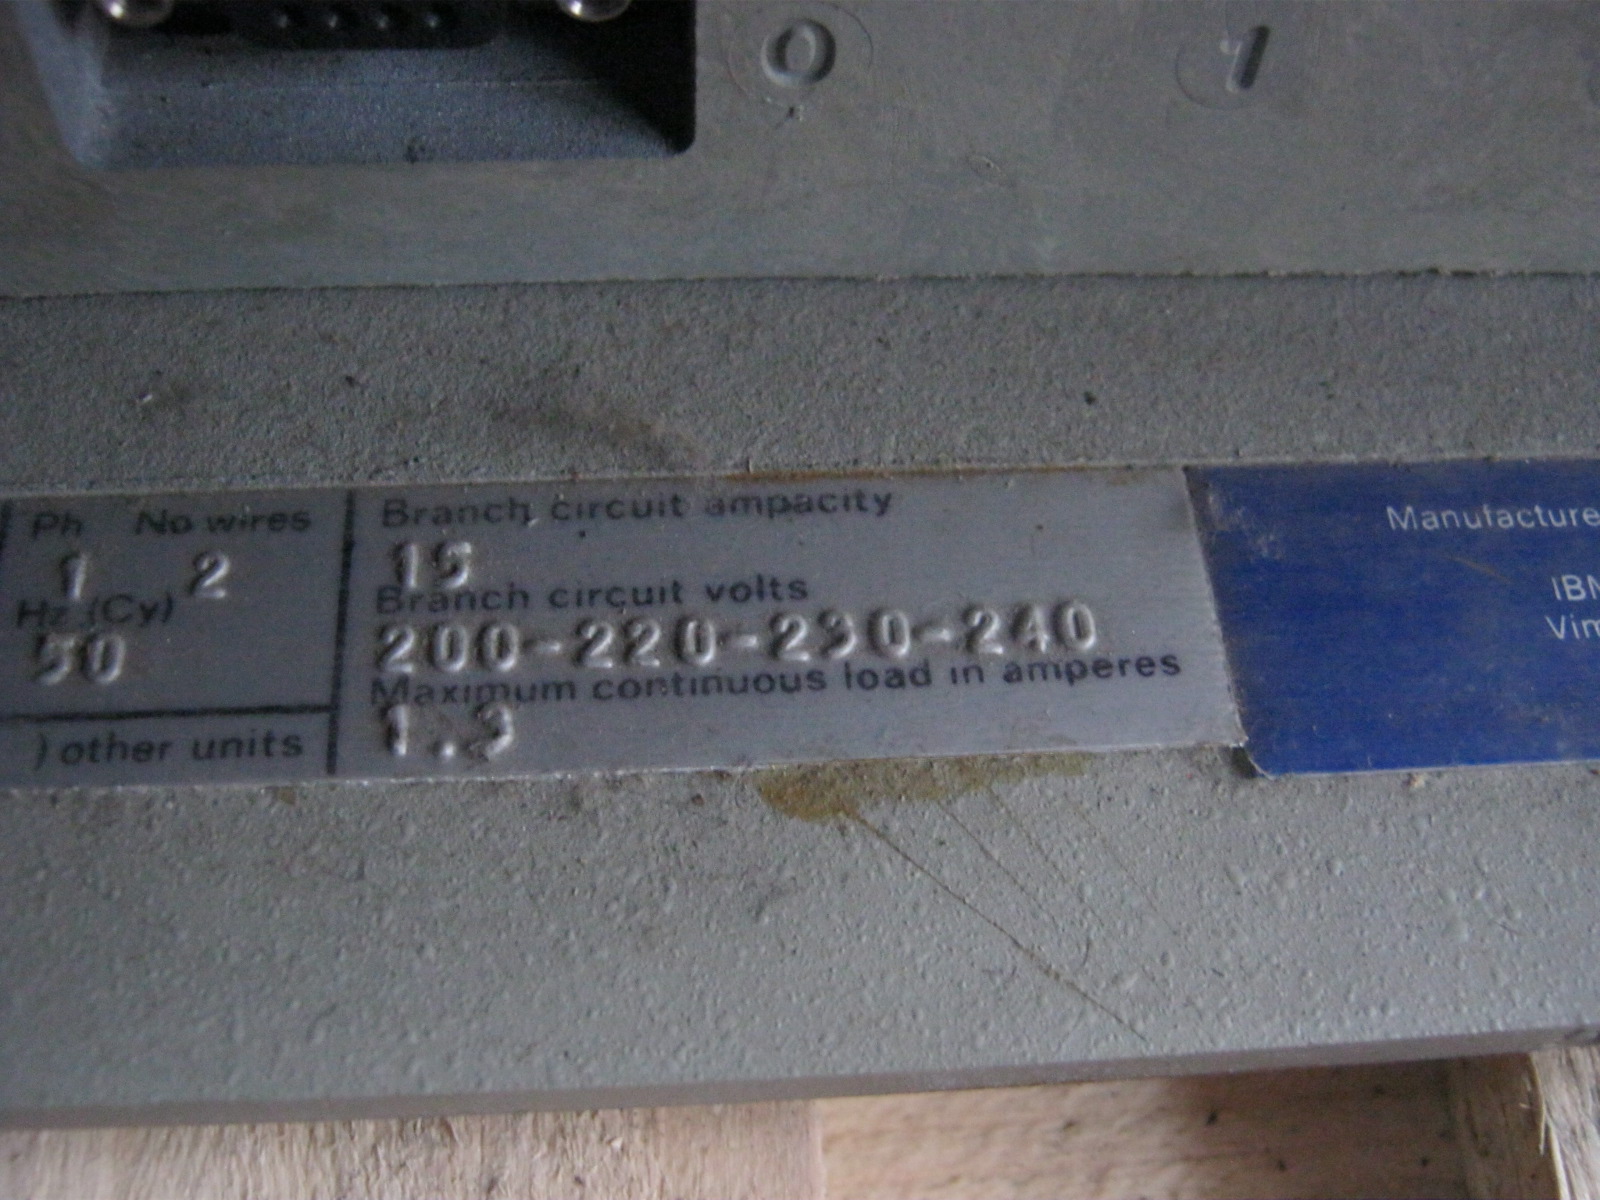 0 1
Ph No wires
1 2
Hz (Cy)
50
) other units
Branch circuit ampacity
15
Branch circuit volts
200-220-230-240
Maximum continuous load in amperes
1.3
Manufacture
IBM
Vim